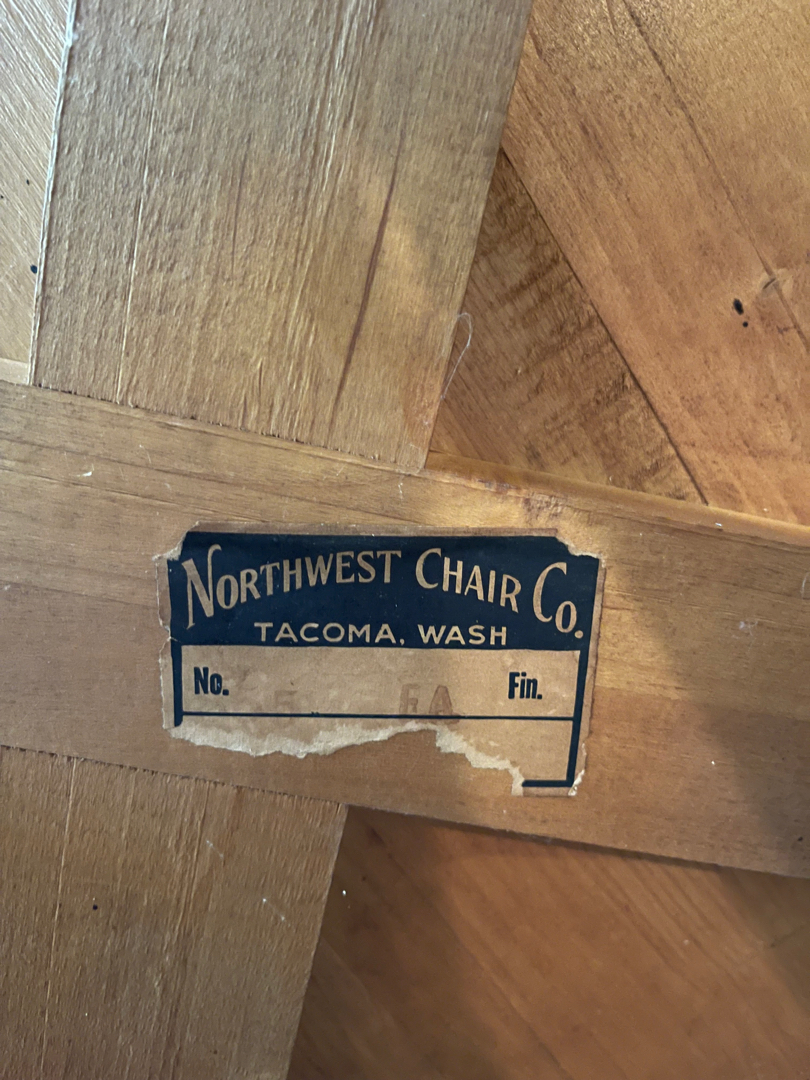 NORTHWEST CHAIR CO.
TACOMA, WASH
No. Fin.